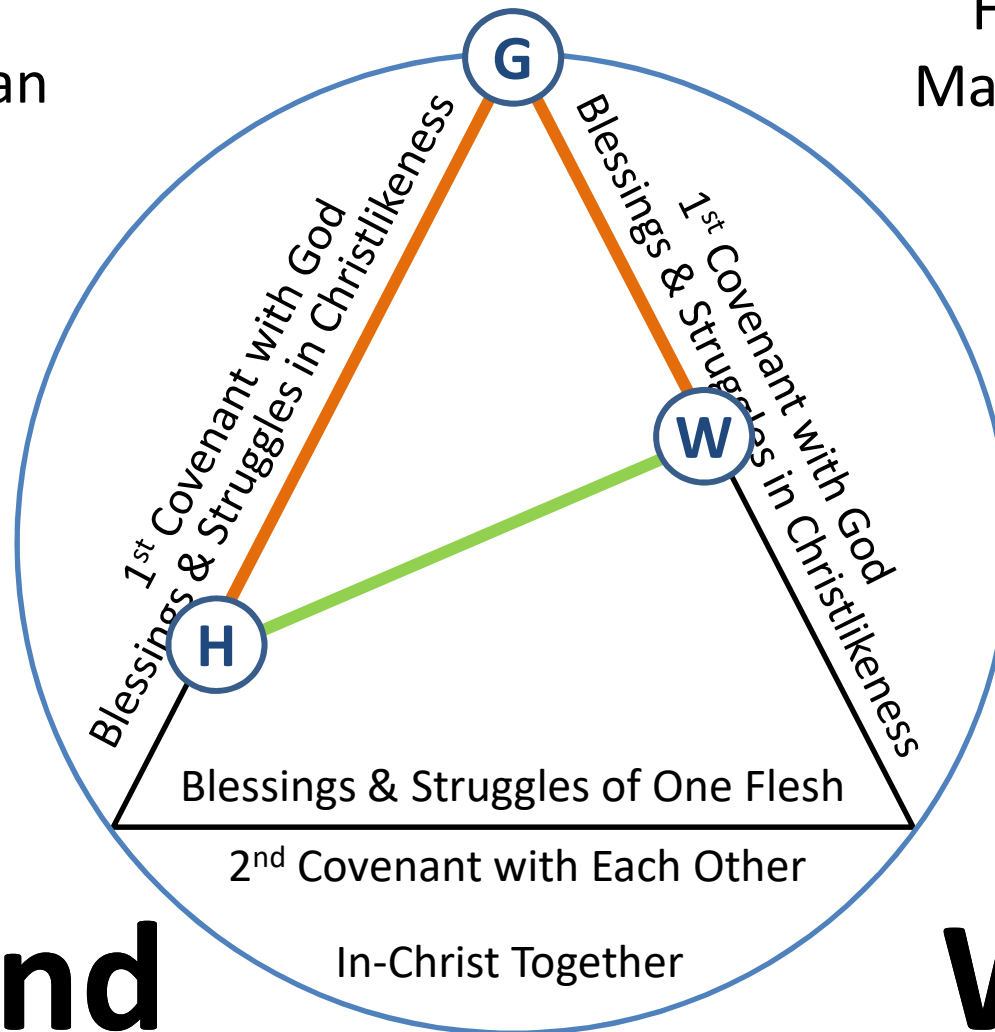 G
an
Ma
1st Covenant with God
Blessings & Struggles in Christlikeness
1st Covenant with God
Blessings & Struggles in Christlikeness
W
H
Blessings & Struggles of One Flesh
2nd Covenant with Each Other
In-Christ Together
nd